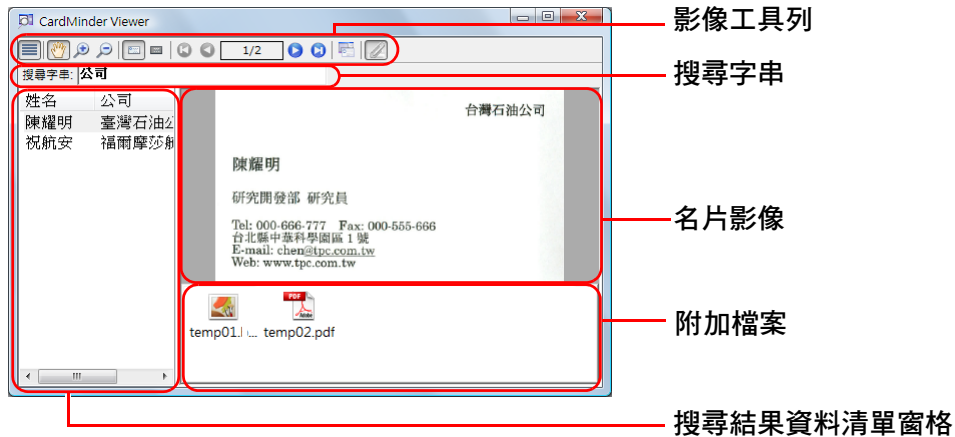 CardMinder Viewer
影像工具列
1/2
搜尋字串: 公司
搜尋字串
姓名 公司
陳耀明 臺灣石油公
祝航安 福爾摩莎航
台灣石油公司
陳耀明
研究開發部 研究員
Tel: 000-666-777 Fax: 000-555-666
台北縣中華科學園區 1 號
E-mail: chen@tpc.com.tw
Web: www.tpc.com.tw
名片影像
PDF
Adobe
temp01.l... temp02.pdf
附加檔案
搜尋結果資料清單窗格